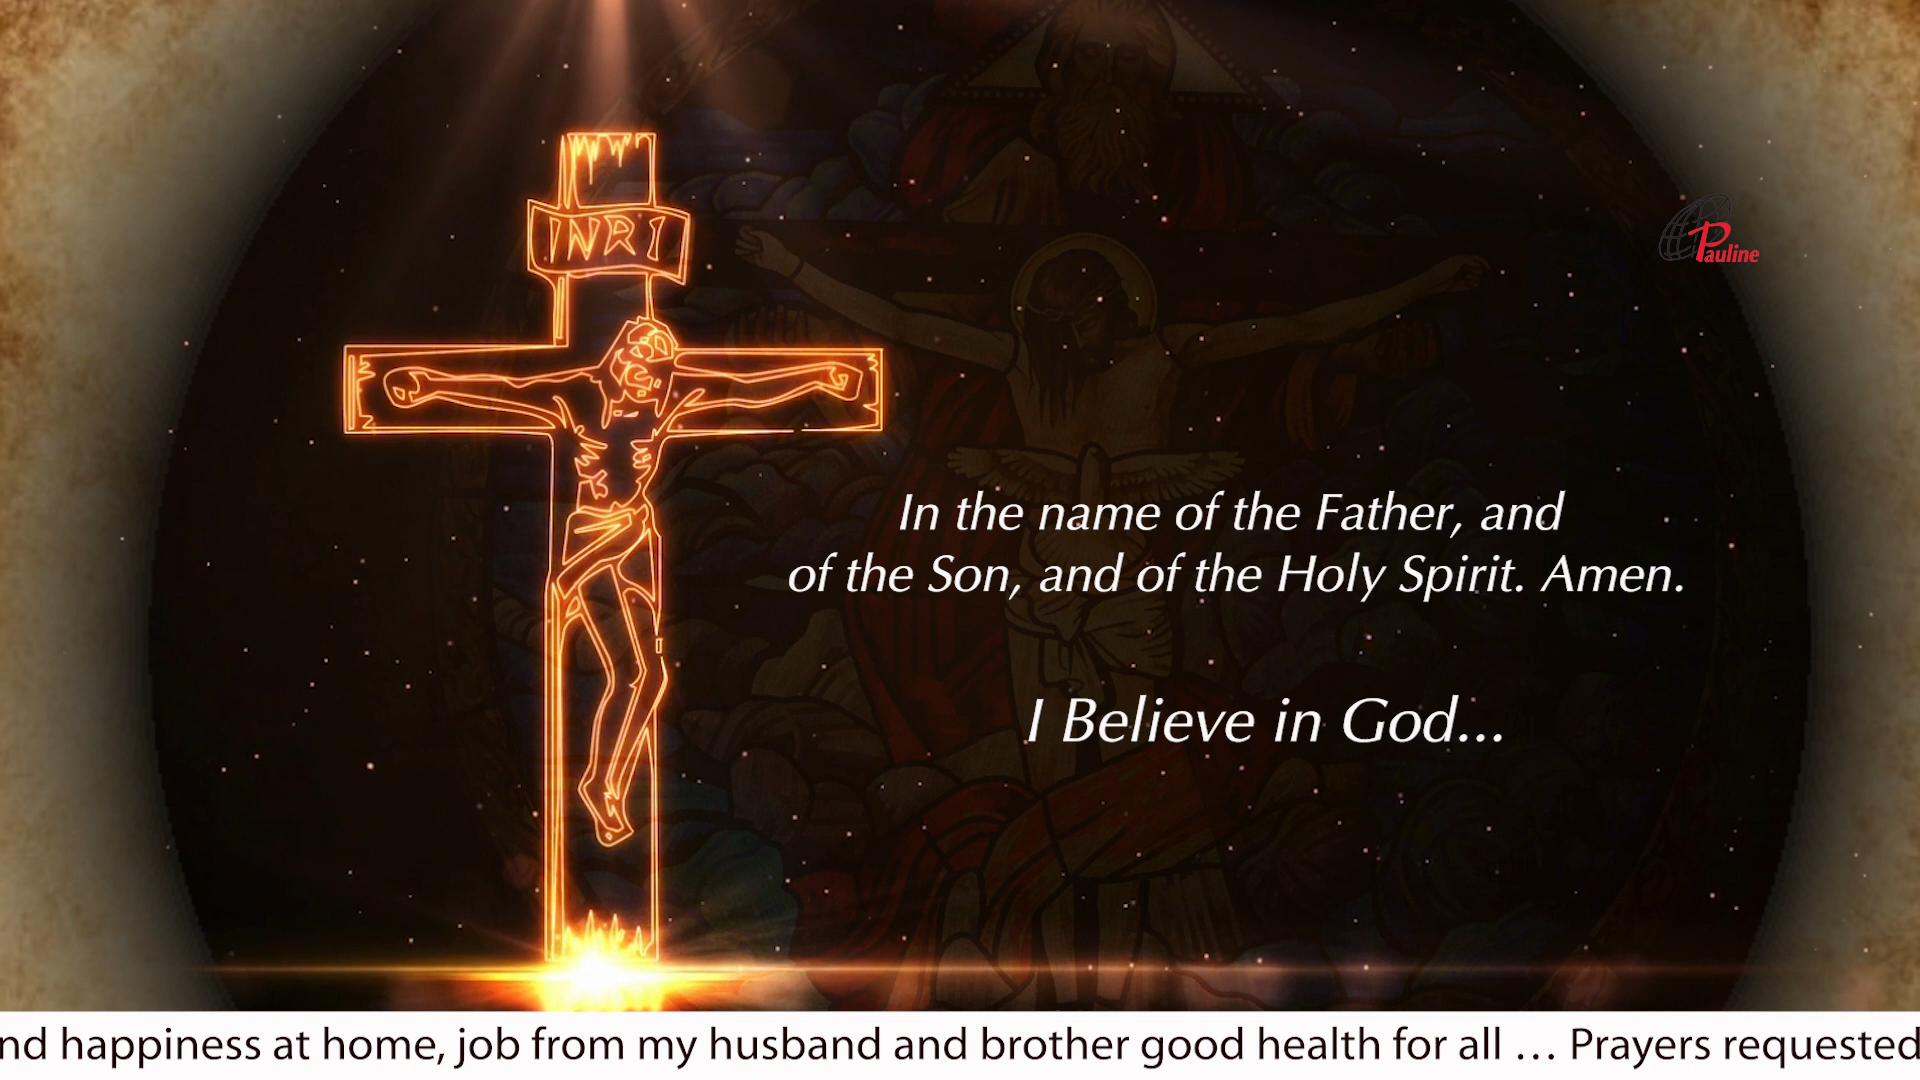 INRI
Pauline
In the name of the Father, and
of the Son, and of the Holy Spirit. Amen.
I Believe in God...
nd happiness at home, job from my husband and brother good health for all … Prayers requested